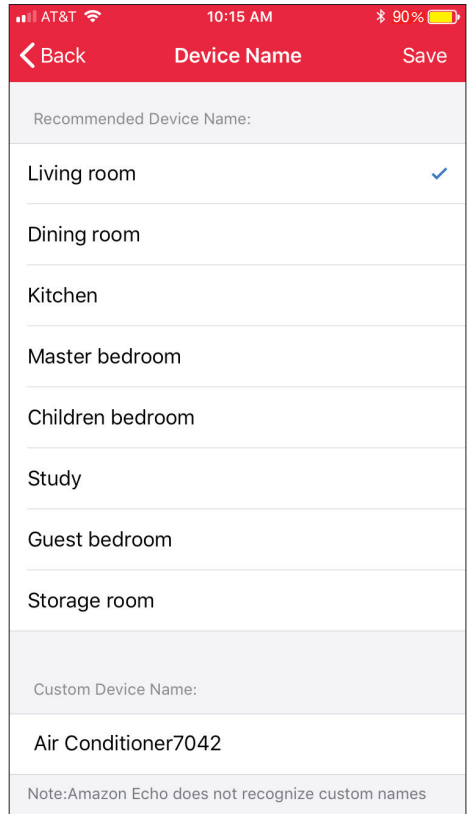 AT&T 10:15 AM 90%
Back Device Name Save
Recommended Device Name:
Living room
Dining room
Kitchen
Master bedroom
Children bedroom
Study
Guest bedroom
Storage room
Custom Device Name:
Air Conditioner7042
Note:Amazon Echo does not recognize custom names